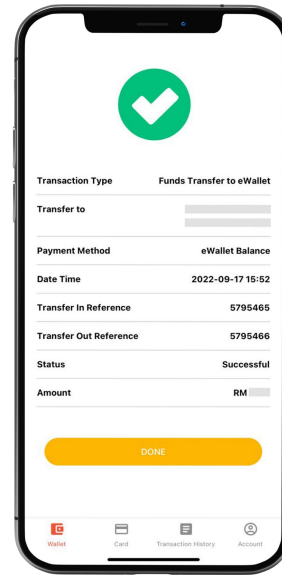 Transaction Type Funds Transfer to eWallet
Transfer to
Payment Method eWallet Balance
Date Time 2022-09-17 15:52
Transfer In Reference 5795465
Transfer Out Reference 5795466
Status Successful
Amount RM
DONE
Wallet Card Transaction History Account